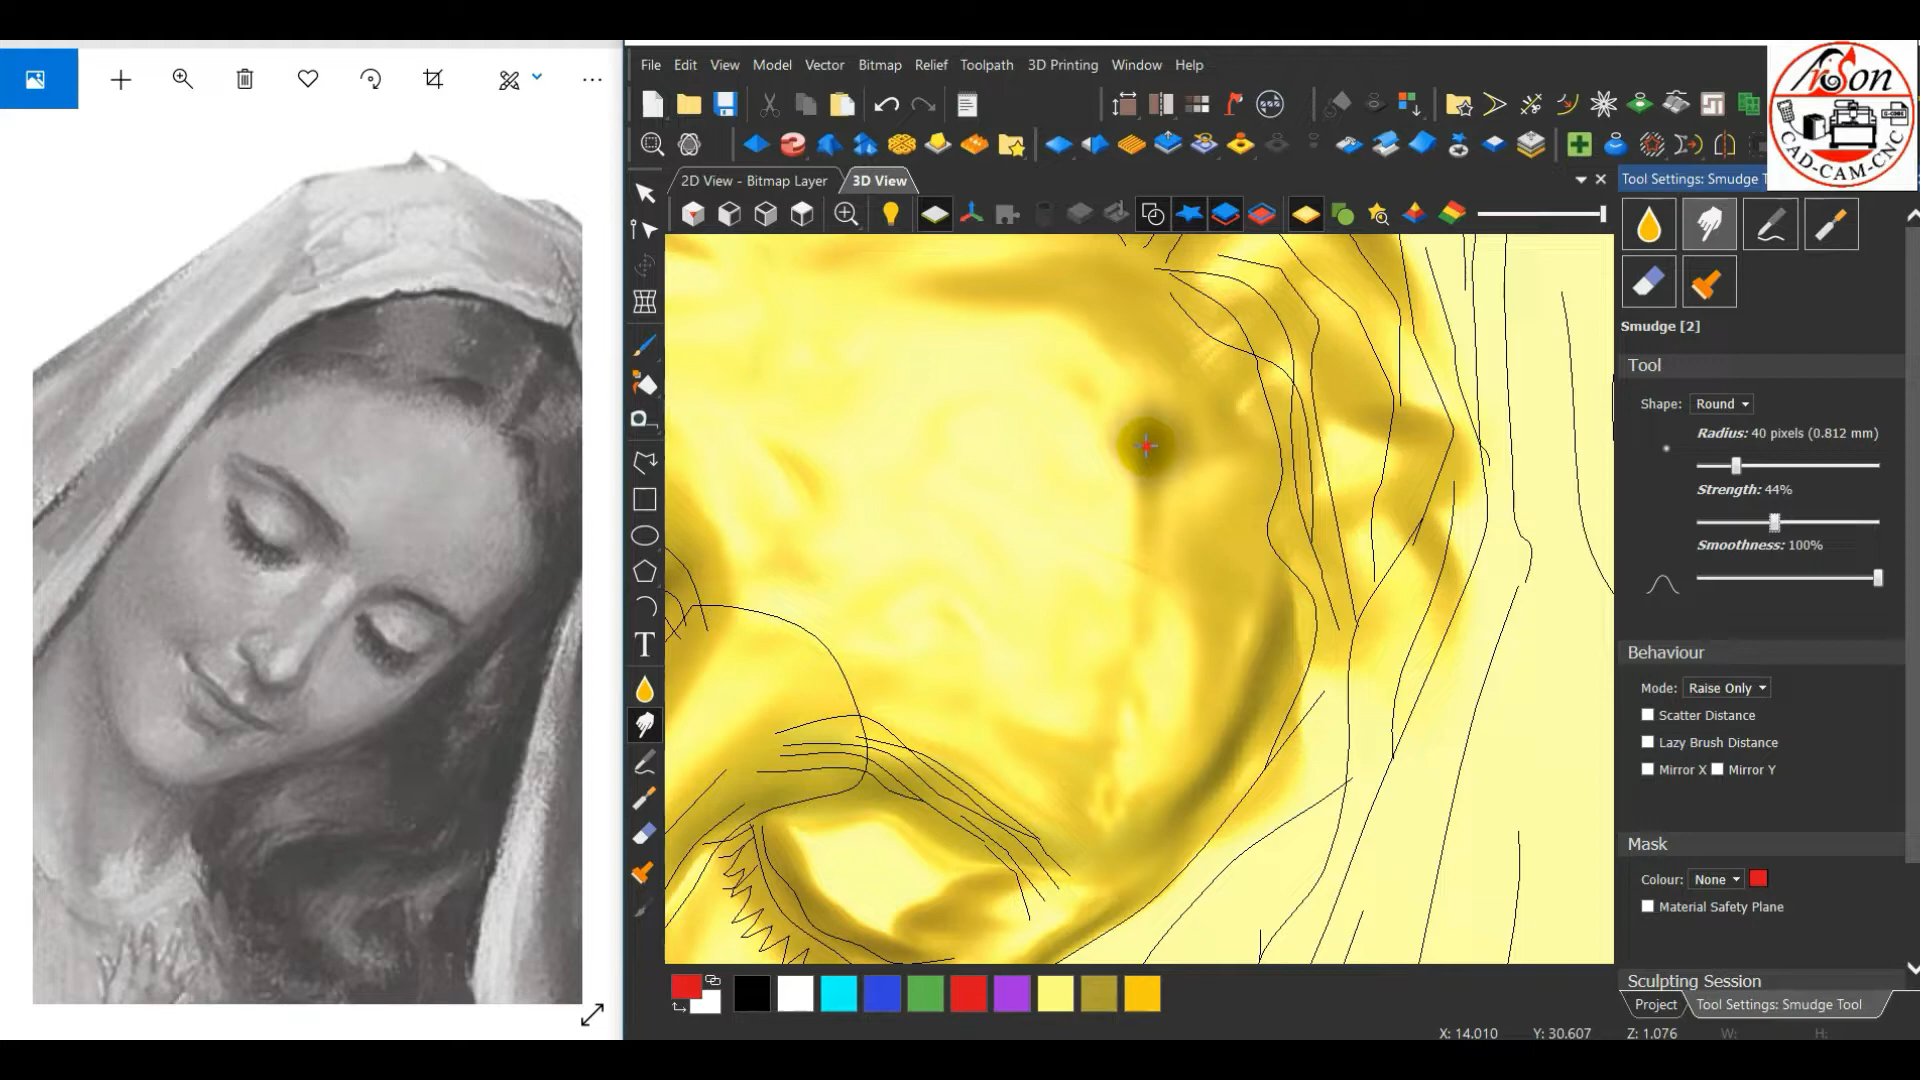 File Edit View Model Vector Bitmap Relief Toolpath 3D Printing Window Help
ArSon
G-CODE
CAD-CAM-CNC
2D View - Bitmap Layer
3D View
Tool Settings: Smudge T
Smudge [2]
Tool
Shape: Round
Radius: 40 pixels (0.812 mm)
Strength: 44%
Smoothness: 100%
Behaviour
Mode: Raise Only
Scatter Distance
Lazy Brush Distance
Mirror X Mirror Y
Mask
Colour: None
Material Safety Plane
Sculpting Session
Project
Tool Settings: Smudge Tool
X: 14.010 Y: 30.607 Z: 1.076 W: H:
T